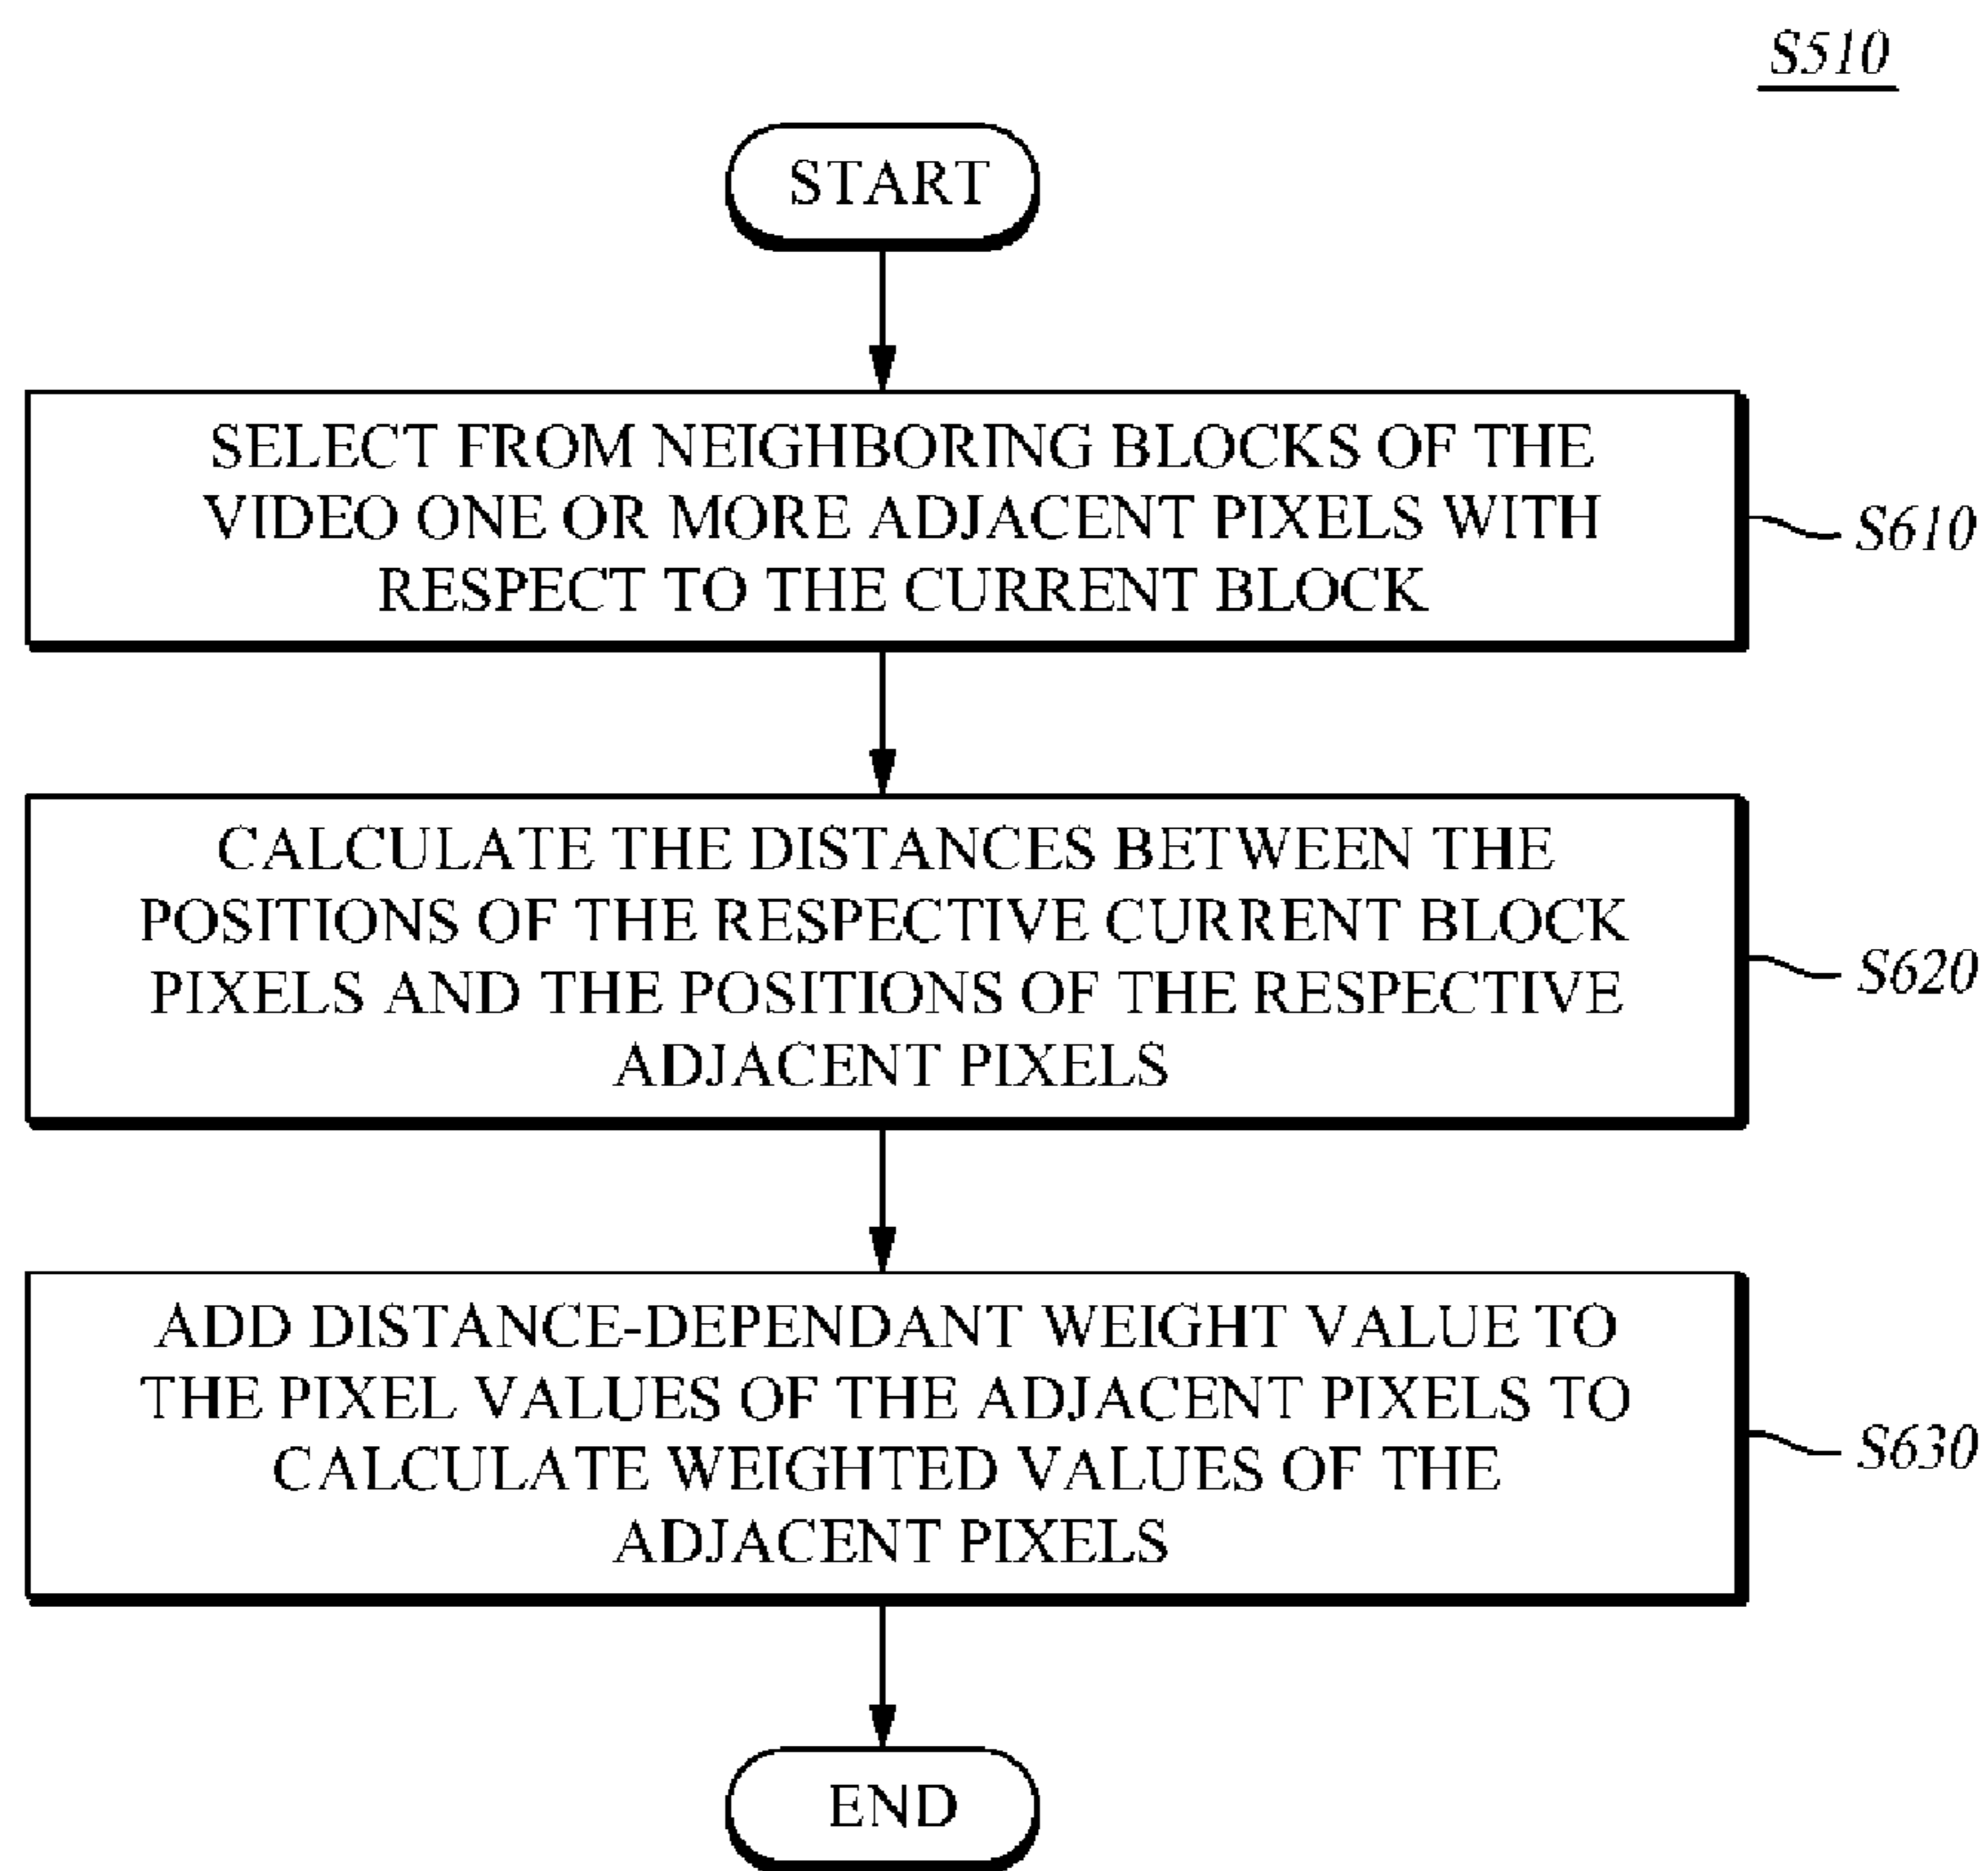 S510
START
SELECT FROM NEIGHBORING BLOCKS OF THE
VIDEO ONE OR MORE ADJACENT PIXELS WITH
RESPECT TO THE CURRENT BLOCK
S610
CALCULATE THE DISTANCES BETWEEN THE
POSITIONS OF THE RESPECTIVE CURRENT BLOCK
PIXELS AND THE POSITIONS OF THE RESPECTIVE
ADJACENT PIXELS
S620
ADD DISTANCE-DEPENDANT WEIGHT VALUE TO
THE PIXEL VALUES OF THE ADJACENT PIXELS TO
CALCULATE WEIGHTED VALUES OF THE
ADJACENT PIXELS
S630
END